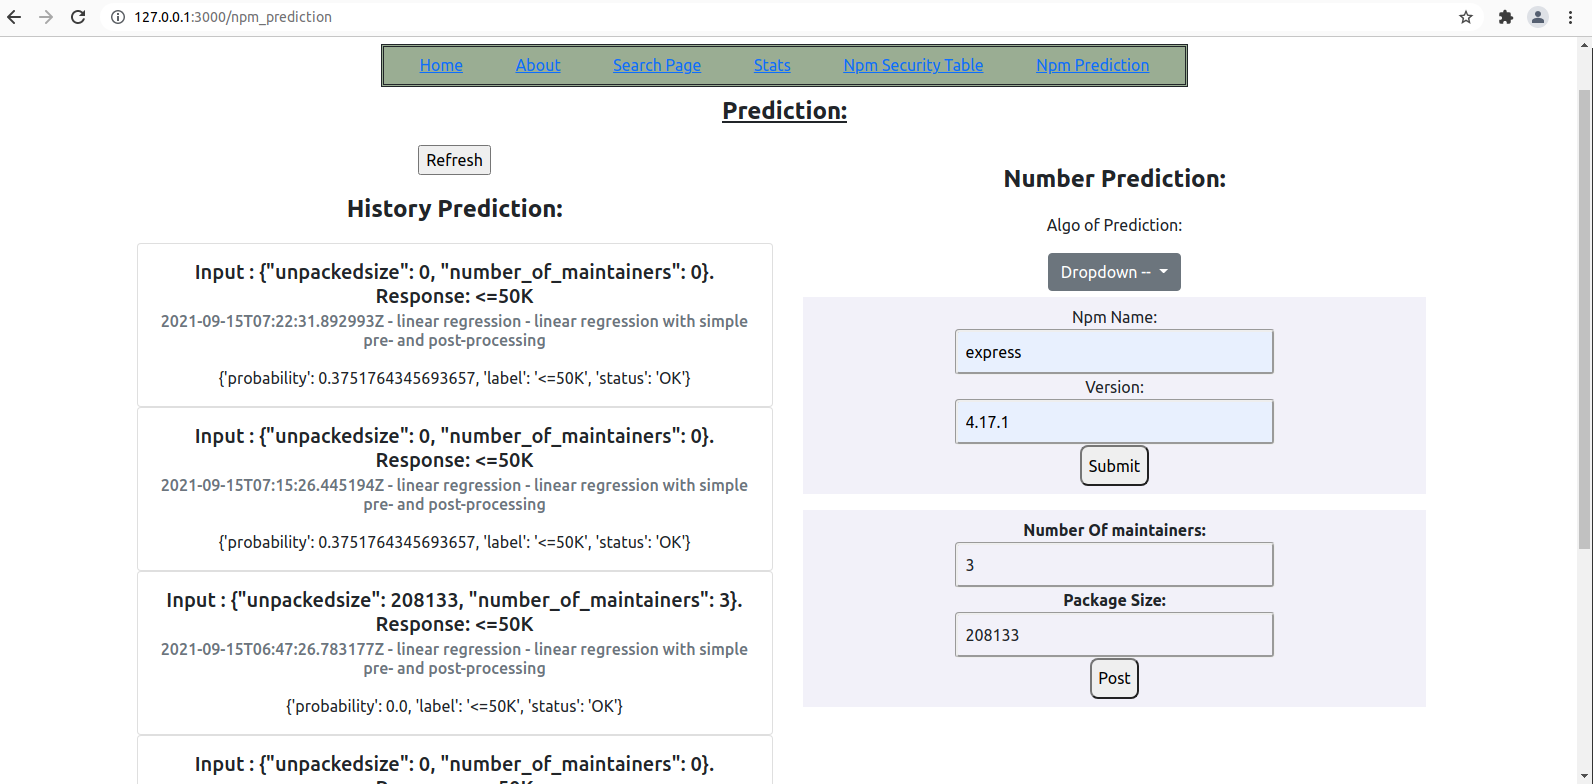 127.0.0.1:3000/npm_prediction
Home About Search Page Stats Npm Security Table Npm Prediction
Prediction:
Refresh
History Prediction:
Input : {"unpackedsize": 0, "number_of_maintainers": 0}.
Response: <=50K
2021-09-15T07:22:31.892993Z - linear regression - linear regression with simple
pre- and post-processing
{'probability': 0.3751764345693657, 'label': '<=50K', 'status': 'OK'}
Input : {"unpackedsize": 0, "number_of_maintainers": 0}.
Response: <=50K
2021-09-15T07:15:26.445194Z - linear regression - linear regression with simple
pre- and post-processing
{'probability': 0.3751764345693657, 'label': '<=50K', 'status': 'OK'}
Input : {"unpackedsize": 208133, "number_of_maintainers": 3}.
Response: <=50K
2021-09-15T06:47:26.783177Z - linear regression - linear regression with simple
pre- and post-processing
{'probability': 0.0, 'label': '<=50K', 'status': 'OK'}
Input : {"unpackedsize": 0, "number_of_maintainers": 0}.
Number Prediction:
Algo of Prediction:
Dropdown --
Npm Name:
express
Version:
4.17.1
Submit
Number Of maintainers:
3
Package Size:
208133
Post